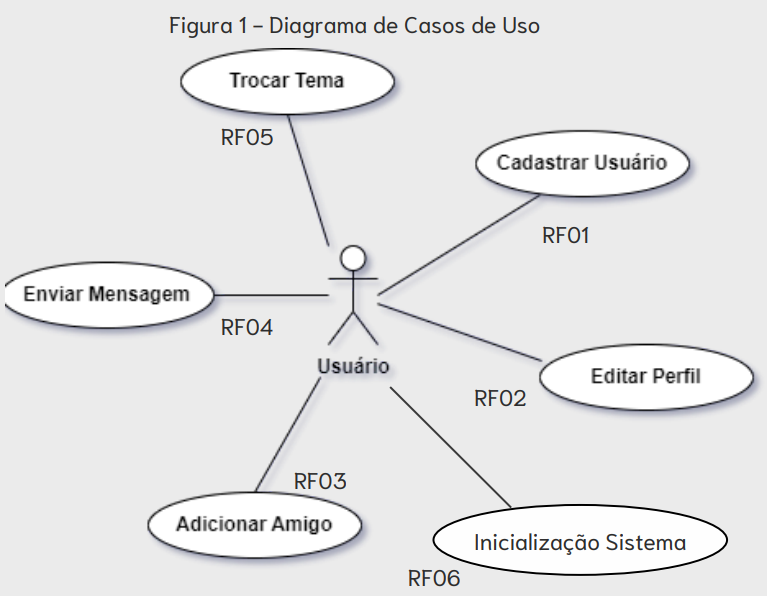 Figura 1 – Diagrama de Casos de Uso
Trocar Tema
RF05
Cadastrar Usuário
RF01
Enviar Mensagem
RF04
Usuário
Editar Perfil
RF02
RF03
Adicionar Amigo
Inicialização Sistema
RF06